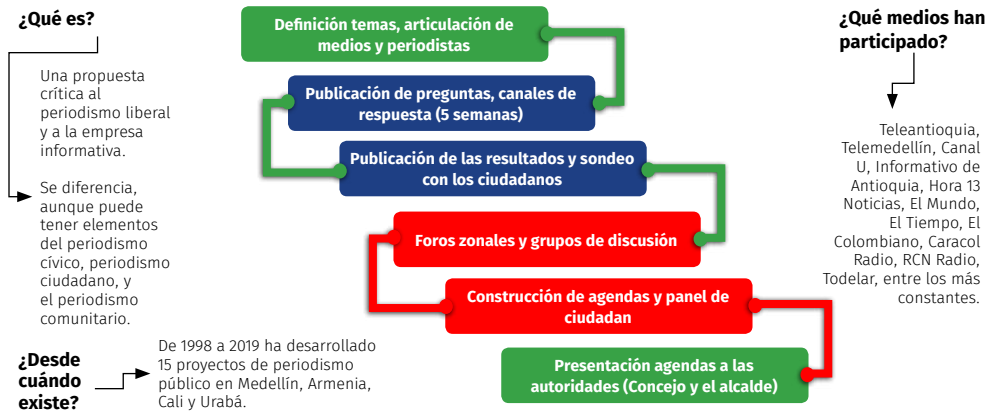 ¿Qué es?
Una propuesta
crítica al
periodismo liberal
y a la empresa
informativa.
Se diferencia,
aunque puede
tener elementos
del periodismo
cívico, periodismo
ciudadano, y
el periodismo
comunitario.
¿Desde
cuándo
existe?
De 1998 a 2019 ha desarrollado
15 proyectos de periodismo
público en Medellín, Armenia,
Cali y Urabá.
Definición temas, articulación de
medios y periodistas
Publicación de preguntas, canales de
respuesta (5 semanas)
Publicación de las resultados y sondeo
con los ciudadanos
Foros zonales y grupos de discusión
Construcción de agendas y panel de
ciudadan
Presentación agendas a las
autoridades (Concejo y el alcalde)
¿Qué medios han
participado?
Teleantioquia,
Telemedellín, Canal
U, Informativo de
Antioquia, Hora 13
Noticias, El Mundo,
El Tiempo, El
Colombiano, Caracol
Radio, RCN Radio,
Todelar, entre los más
constantes.